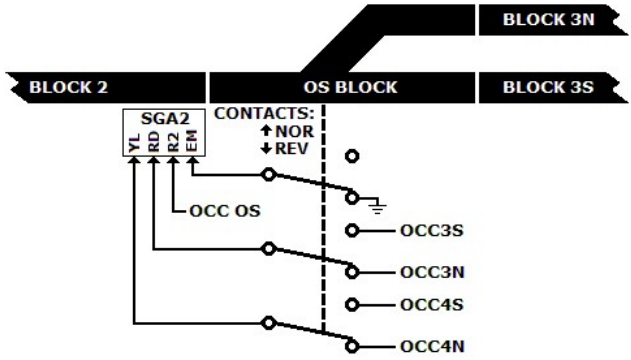 BLOCK 3N
BLOCK 2
OS BLOCK
BLOCK 3S
SGA2
YL
RD
R2
EM
CONTACTS:
↑ NOR
↓ REV
OCC OS
OCC3S
OCC3N
OCC4S
OCC4N